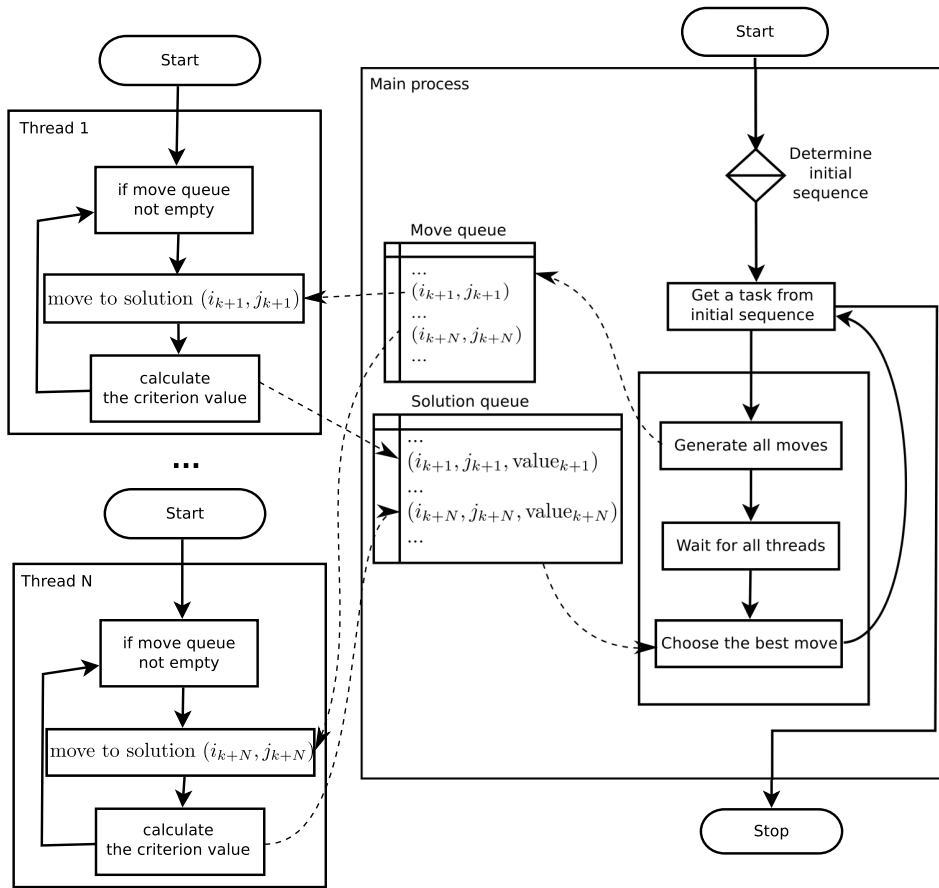 Start
Thread 1
if move queue
not empty
move to solution (i_{k+1}, j_{k+1})
calculate
the criterion value
...
Start
Thread N
if move queue
not empty
move to solution (i_{k+N}, j_{k+N})
calculate
the criterion value
Start
Main process
Determine
initial
sequence
Move queue
...
(i_{k+1}, j_{k+1})
...
(i_{k+N}, j_{k+N})
...
Solution queue
...
(i_{k+1}, j_{k+1}, value_{k+1})
...
(i_{k+N}, j_{k+N}, value_{k+N})
...
Get a task from
initial sequence
Generate all moves
Wait for all threads
Choose the best move
Stop